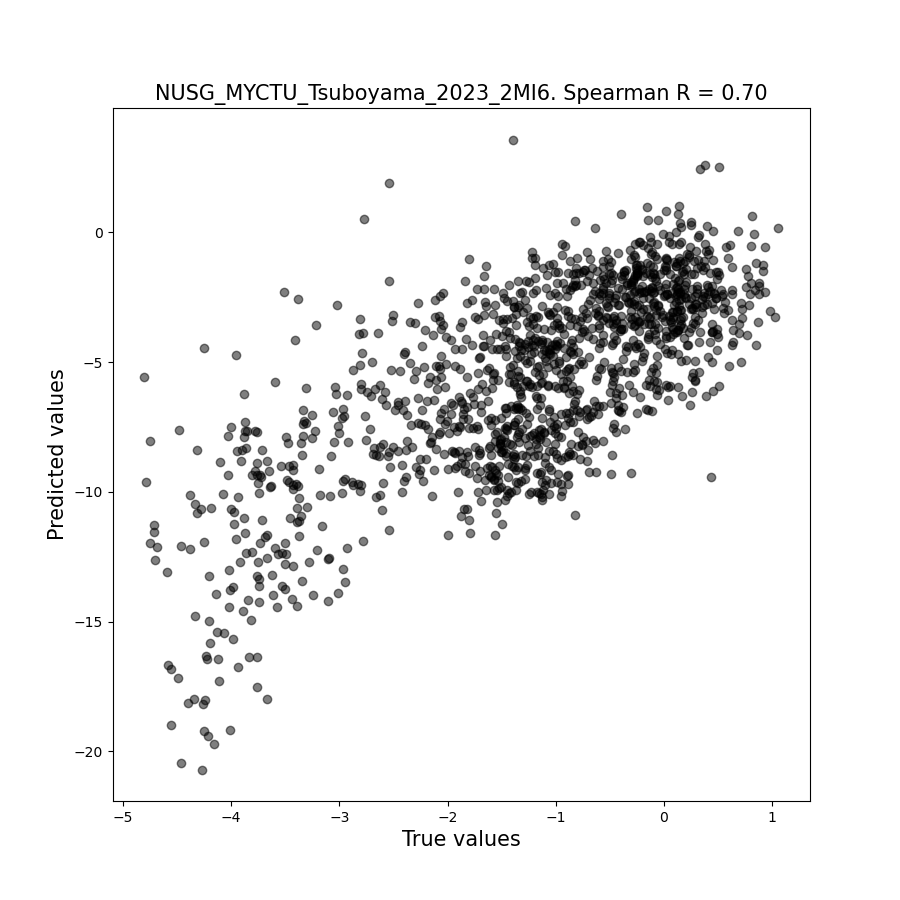 NUSG_MYCTU_Tsuboyama_2023_2MI6. Spearman R = 0.70
0
−5
−10
−15
−20
Predicted values
−5 −4 −3 −2 −1 0 1
True values